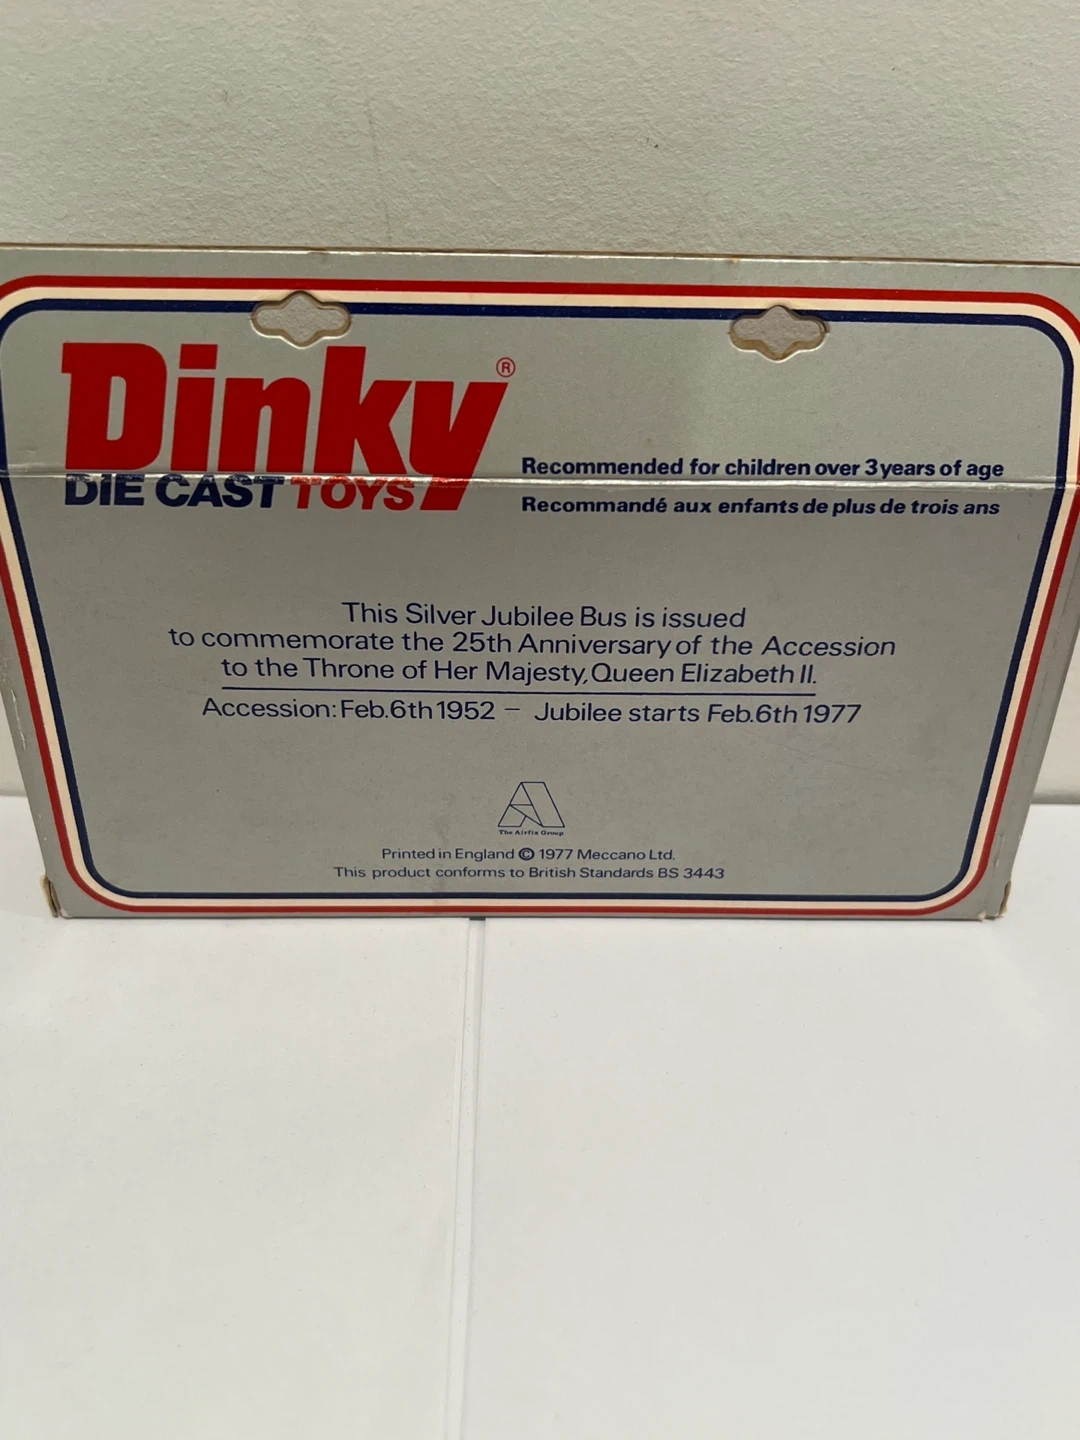 Dinky®
DIE CAST TOYS
Recommended for children over 3 years of age
Recommandé aux enfants de plus de trois ans
This Silver Jubilee Bus is issued
to commemorate the 25th Anniversary of the Accession
to the Throne of Her Majesty, Queen Elizabeth II.
Accession: Feb. 6th 1952 – Jubilee starts Feb. 6th 1977
The Airfix Group
Printed in England © 1977 Meccano Ltd.
This product conforms to British Standards BS 3443